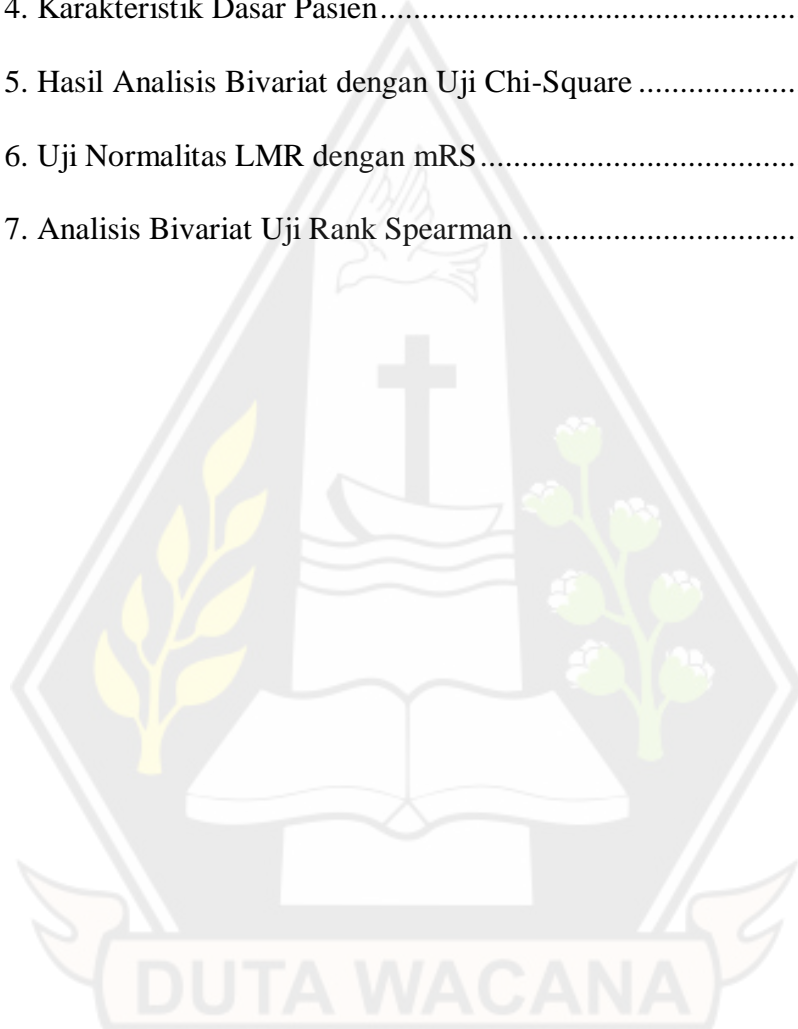 4. Karakteristik Dasar Pasien......................................
5. Hasil Analisis Bivariat dengan Uji Chi-Square ...................
6. Uji Normalitas LMR dengan mRS......................................
7. Analisis Bivariat Uji Rank Spearman .................................
DUTA WACANA